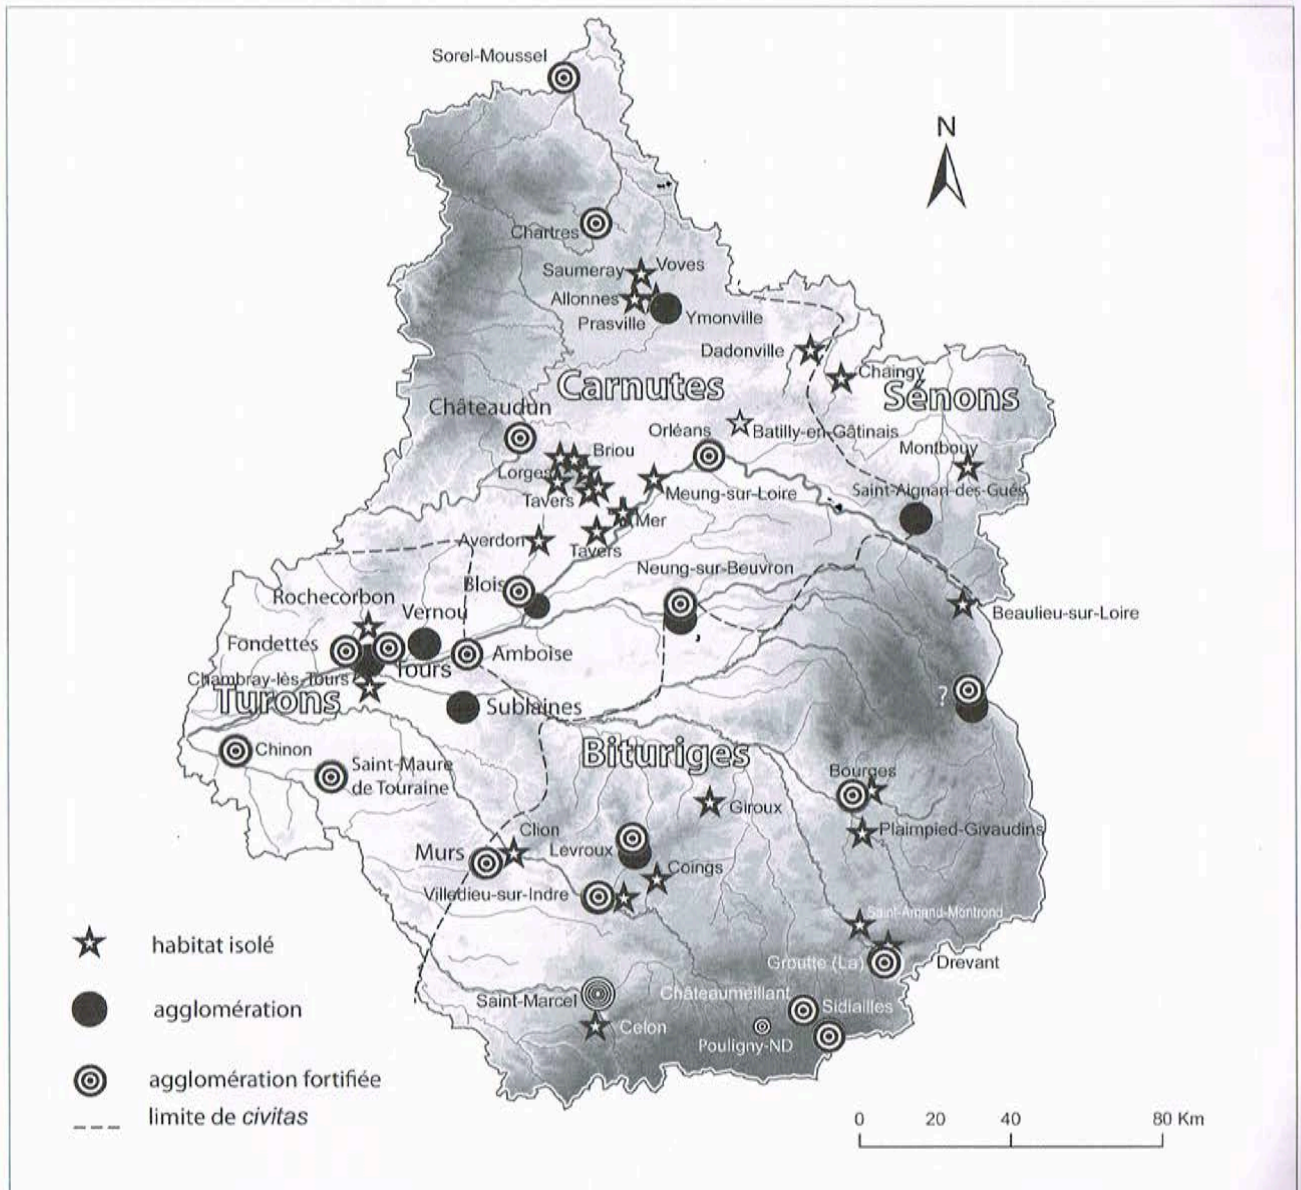 Sorel-Moussel
N
Chartres
Saumeray
Voves
Allonnes
Prasville
Ymonville
Dadonville
Chaingy
Carnutes
Sénons
Châteaudun
Orléans
Batilly-en-Gâtinais
Briou
Montbouy
Lorges
Meung-sur-Loire
Saint-Aignan-des-Gués
Tavers
Mer
Averdon
Tavers
Neung-sur-Beuvron
Blois
Rochecorbon
Vernou
Beaulieu-sur-Loire
Fondettes
Amboise
Tours
Chambray-lès-Tours
Turons
?
Sublaines
Chinon
Bituriges
Saint-Maure
de Touraine
Bourges
Giroux
Plaimpied-Givaudins
Clion
Murs
Levroux
Coings
Villedieu-sur-Indre
Saint-Amand-Montrond
habitat isolé
Groutte (La)
Drevant
Saint-Marcel
Châteaumeillant
Sidiailles
agglomération
Celon
Pouligny-ND
agglomération fortifiée
limite de civitas
0 20 40 80 Km